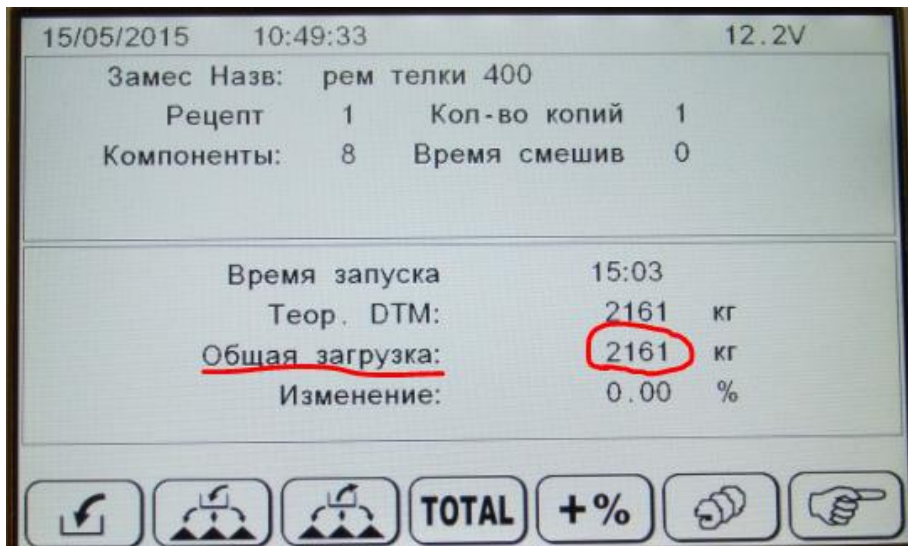 15/05/2015 10:49:33 12.2V
Замес Назв: рем телки 400
Рецепт 1 Кол-во копий 1
Компоненты: 8 Время смешив 0
Время запуска 15:03
Теор. DTM: 2161 кг
Общая загрузка: 2161 кг
Изменение: 0.00 %
TOTAL +%